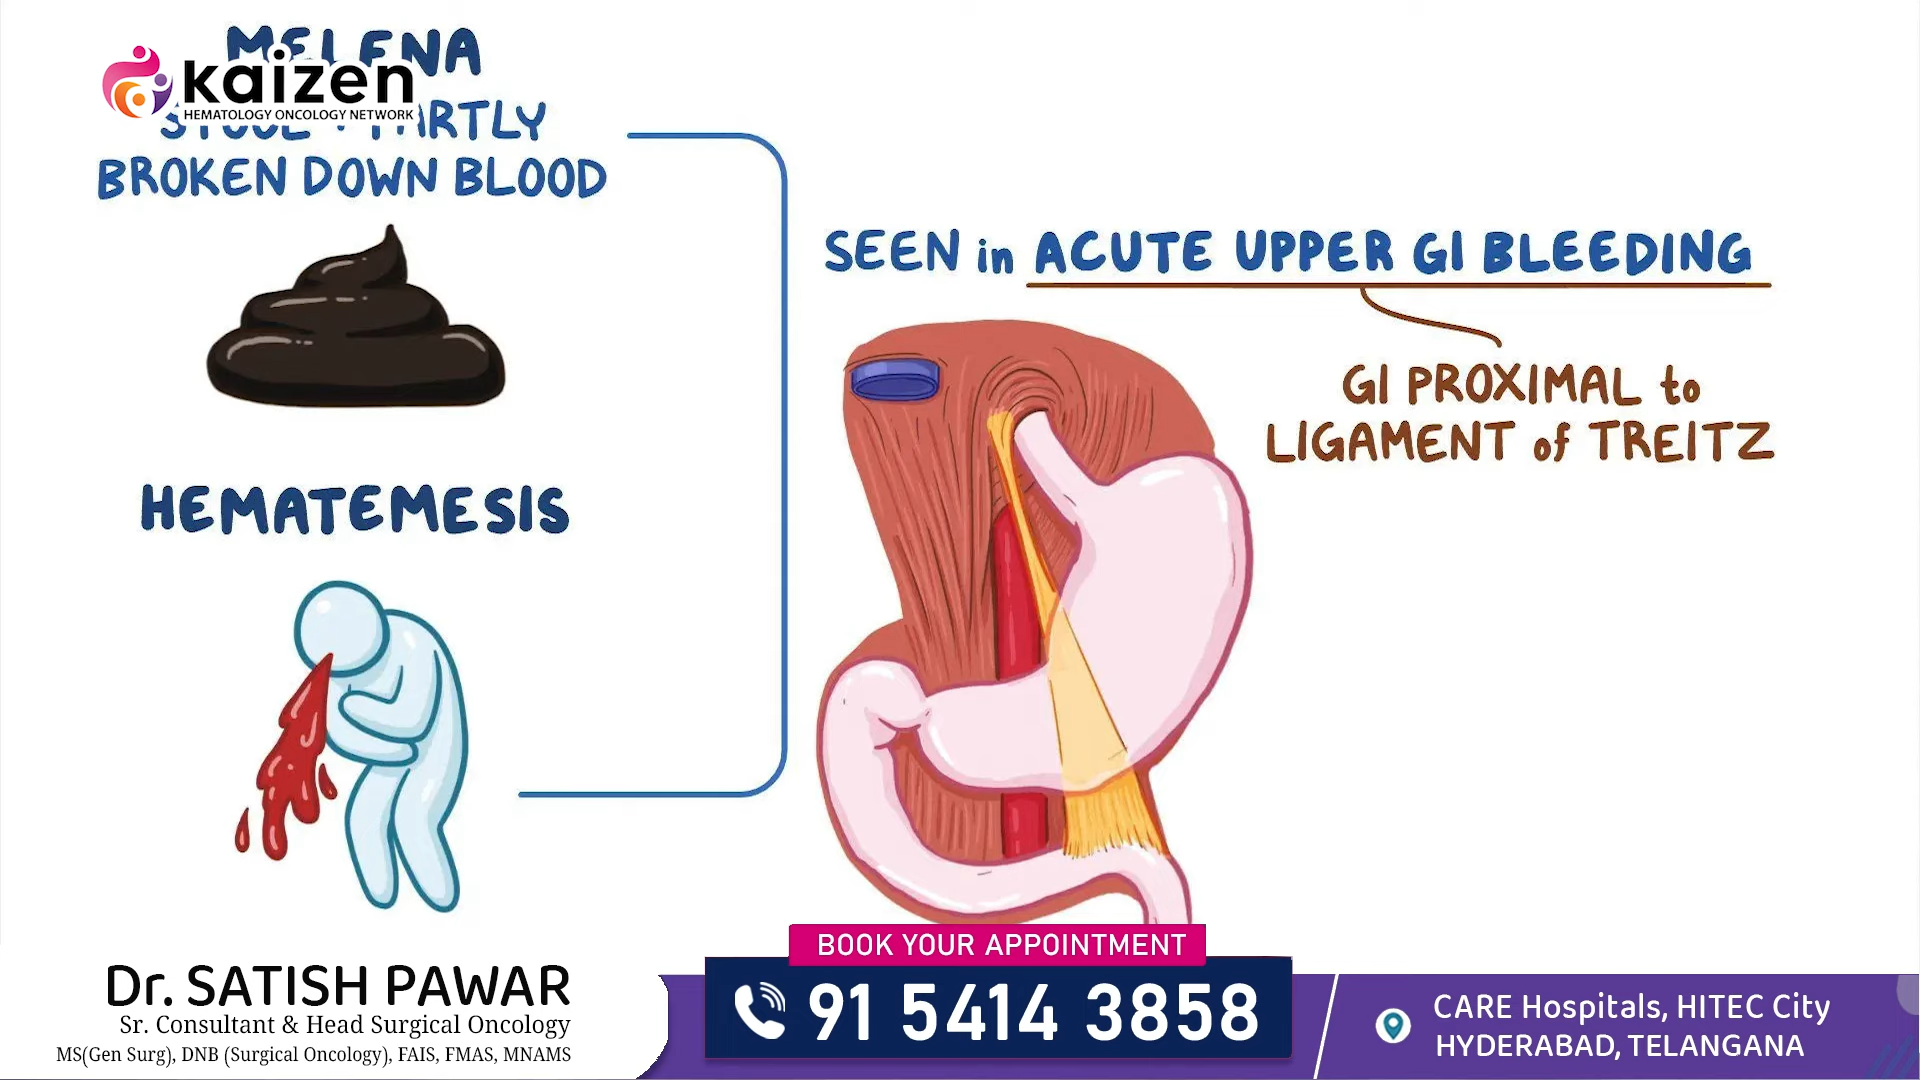 MELENA
kaizen
HEMATOLOGY ONCOLOGY NETWORK
BROKEN DOWN BLOOD
SEEN in ACUTE UPPER GI BLEEDING
GI PROXIMAL to
LIGAMENT of TREITZ
HEMATEMESIS
Dr. SATISH PAWAR
Sr. Consultant & Head Surgical Oncology
MS(Gen Surg), DNB (Surgical Oncology), FAIS, FMAS, MNAMS
BOOK YOUR APPOINTMENT
91 5414 3858
CARE Hospitals, HITEC City
HYDERABAD, TELANGANA